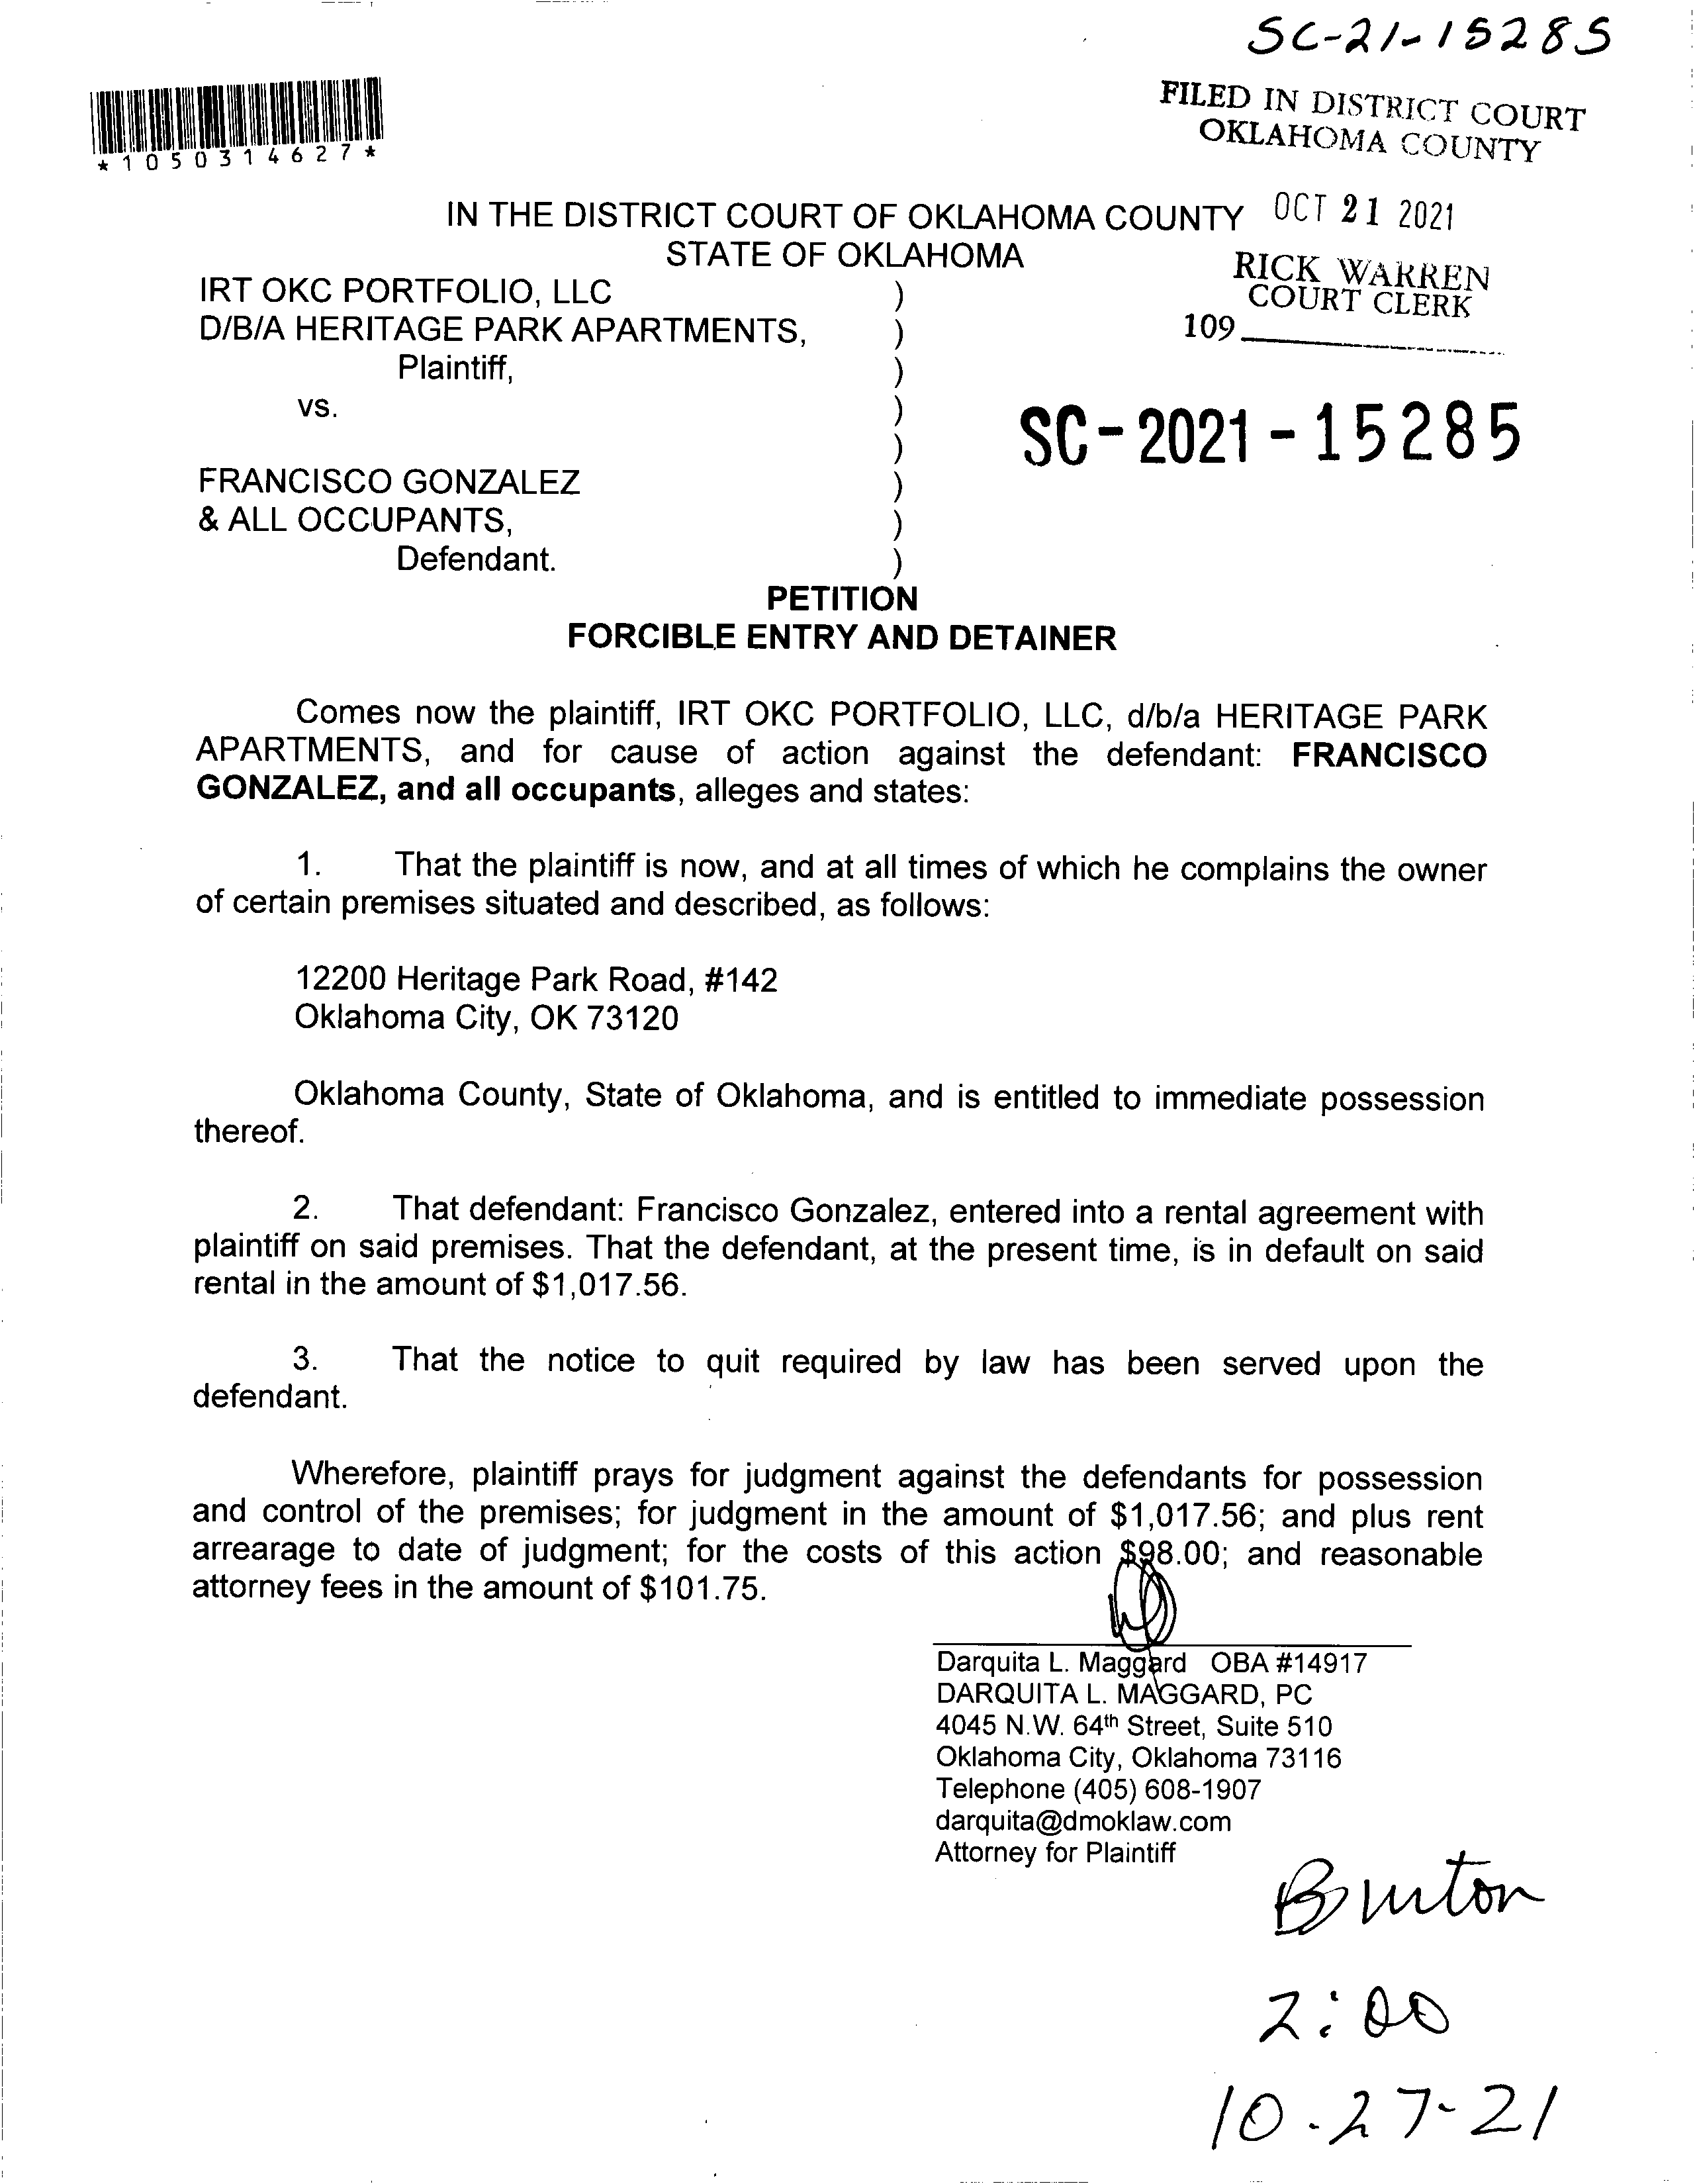 SC-21-15285
*1050314627*
FILED IN DISTRICT COURT
OKLAHOMA COUNTY
IN THE DISTRICT COURT OF OKLAHOMA COUNTY
OCT 21 2021
STATE OF OKLAHOMA
RICK WARREN
COURT CLERK
109
IRT OKC PORTFOLIO, LLC )
D/B/A HERITAGE PARK APARTMENTS, )
Plaintiff, )
vs. )
)
SC-2021-15285
FRANCISCO GONZALEZ )
& ALL OCCUPANTS, )
Defendant. )
PETITION
FORCIBLE ENTRY AND DETAINER
Comes now the plaintiff, IRT OKC PORTFOLIO, LLC, d/b/a HERITAGE PARK
APARTMENTS, and for cause of action against the defendant: FRANCISCO
GONZALEZ, and all occupants, alleges and states:
1. That the plaintiff is now, and at all times of which he complains the owner
of certain premises situated and described, as follows:
12200 Heritage Park Road, #142
Oklahoma City, OK 73120
Oklahoma County, State of Oklahoma, and is entitled to immediate possession
thereof.
2. That defendant: Francisco Gonzalez, entered into a rental agreement with
plaintiff on said premises. That the defendant, at the present time, is in default on said
rental in the amount of $1,017.56.
3. That the notice to quit required by law has been served upon the
defendant.
Wherefore, plaintiff prays for judgment against the defendants for possession
and control of the premises; for judgment in the amount of $1,017.56; and plus rent
arrearage to date of judgment; for the costs of this action $98.00; and reasonable
attorney fees in the amount of $101.75.
Darquita L. Maggard OBA #14917
DARQUITA L. MAGGARD, PC
4045 N.W. 64th Street, Suite 510
Oklahoma City, Oklahoma 73116
Telephone (405) 608-1907
darquita@dmoklaw.com
Attorney for Plaintiff
2:00
10-27-21